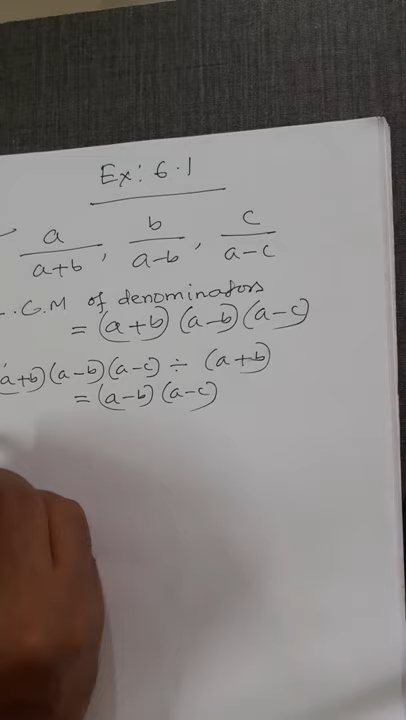 Ex: 6.1
a/a+b, b/a-b, c/a-c
.C.M of denominators
= (a+b) (a-b) (a-c)
(a+b) (a-b) (a-c) ÷ (a+b)
= (a-b) (a-c)